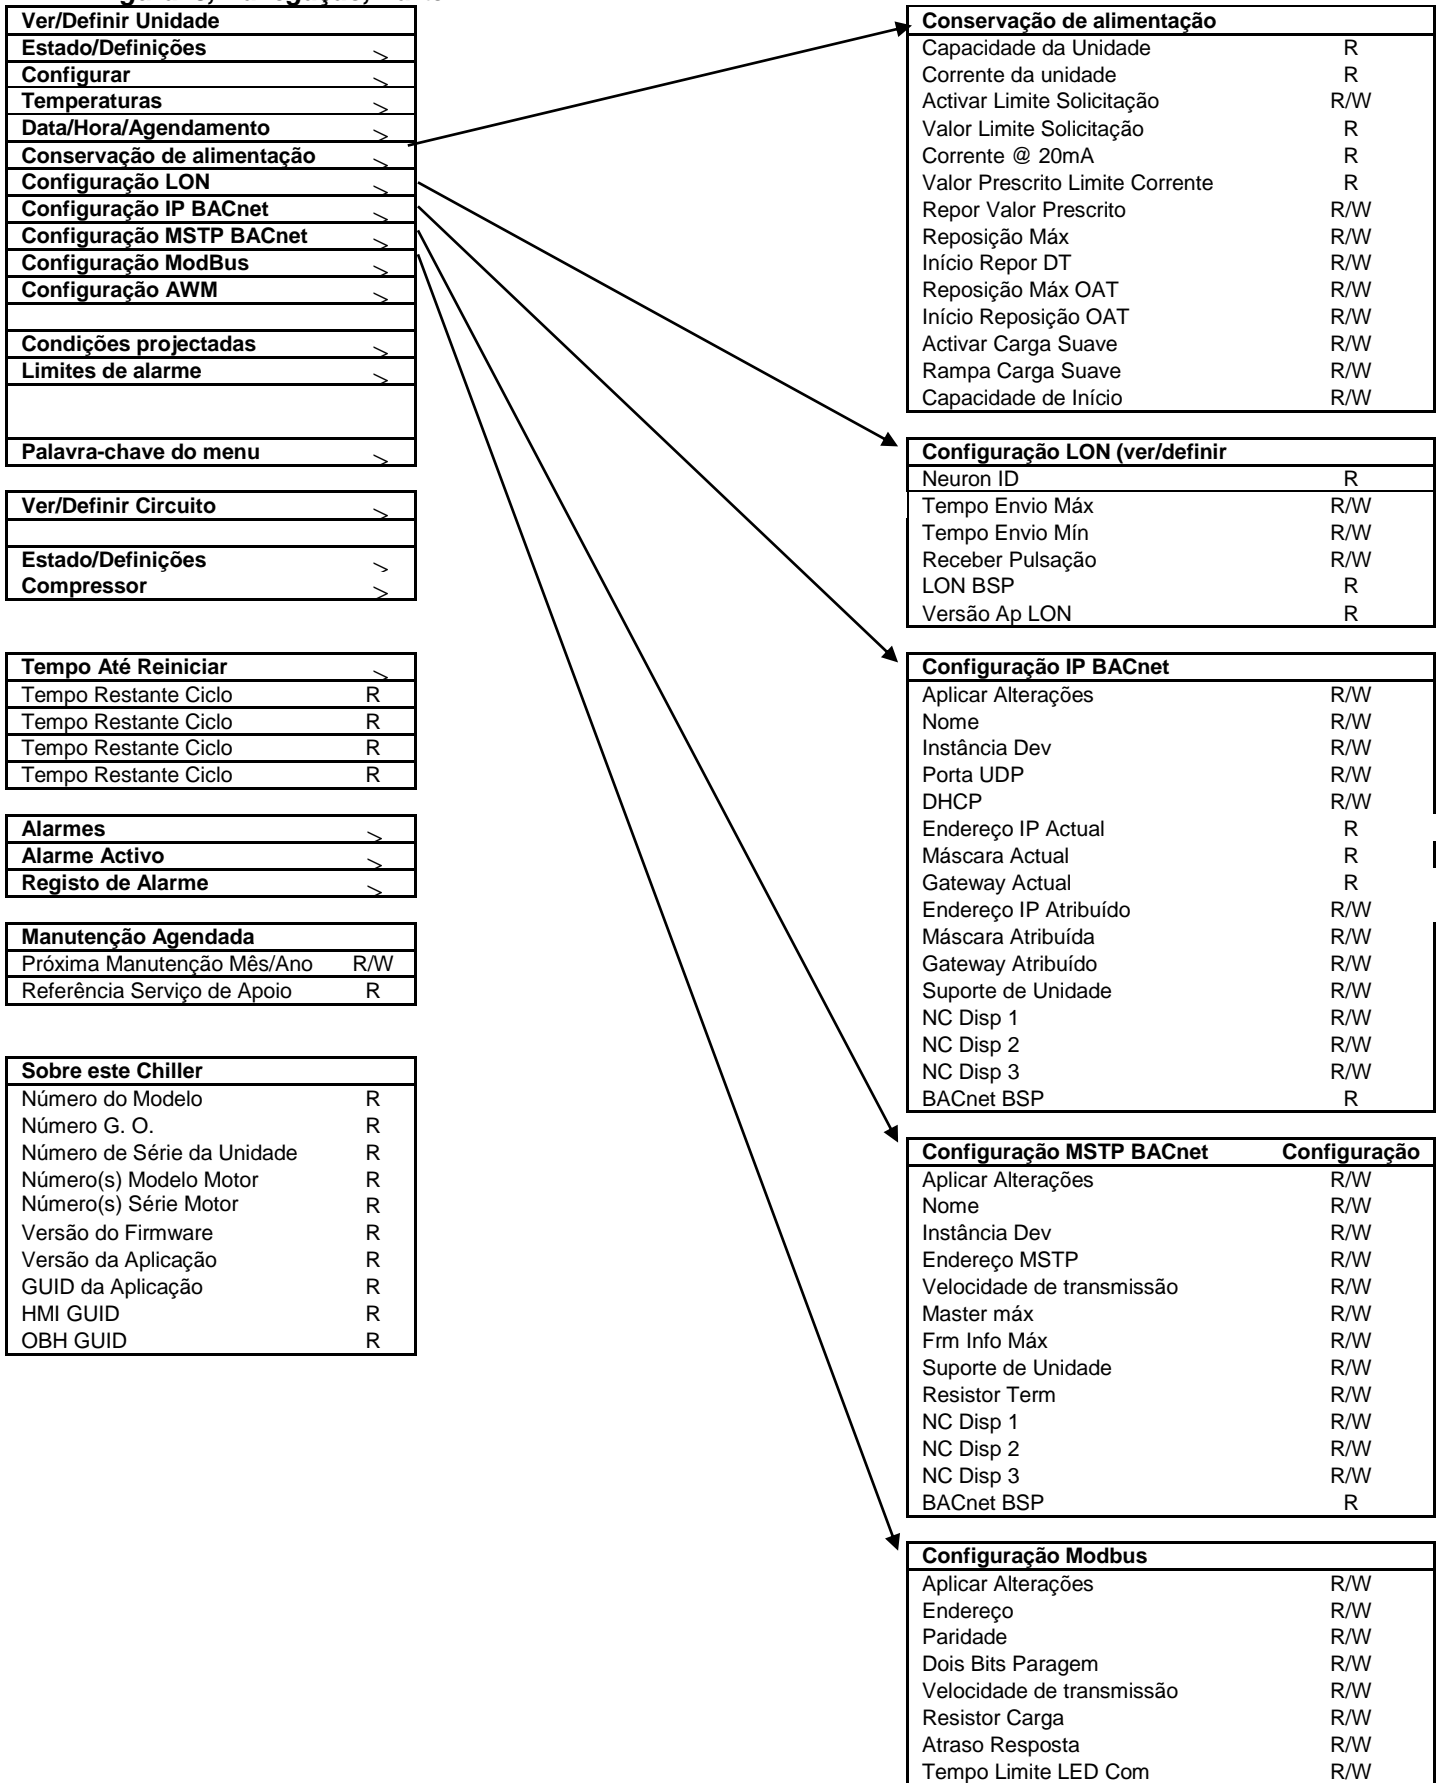 Ver/Definir Unidade
Estado/Definições >
Configurar >
Temperaturas >
Data/Hora/Agendamento >
Conservação de alimentação >
Configuração LON >
Configuração IP BACnet >
Configuração MSTP BACnet >
Configuração ModBus >
Configuração AWM >
Condições projectadas >
Limites de alarme >
Palavra-chave do menu >
Ver/Definir Circuito >
Estado/Definições >
Compressor >
Tempo Até Reiniciar >
Tempo Restante Ciclo R
Tempo Restante Ciclo R
Tempo Restante Ciclo R
Tempo Restante Ciclo R
Alarmes >
Alarme Activo >
Registo de Alarme >
Manutenção Agendada
Próxima Manutenção Mês/Ano R/W
Referência Serviço de Apoio R
Sobre este Chiller
Número do Modelo R
Número G. O. R
Número de Série da Unidade R
Número(s) Modelo Motor R
Número(s) Série Motor R
Versão do Firmware R
Versão da Aplicação R
GUID da Aplicação R
HMI GUID R
OBH GUID R
Conservação de alimentação
Capacidade da Unidade R
Corrente da unidade R
Activar Limite Solicitação R/W
Valor Limite Solicitação R
Corrente @ 20mA R
Valor Prescrito Limite Corrente R
Repor Valor Prescrito R/W
Reposição Máx R/W
Início Repor DT R/W
Reposição Máx OAT R/W
Início Reposição OAT R/W
Activar Carga Suave R/W
Rampa Carga Suave R/W
Capacidade de Início R/W
Configuração LON (ver/definir
Neuron ID R
Tempo Envio Máx R/W
Tempo Envio Mín R/W
Receber Pulsação R/W
LON BSP R
Versão Ap LON R
Configuração IP BACnet
Aplicar Alterações R/W
Nome R/W
Instância Dev R/W
Porta UDP R/W
DHCP R/W
Endereço IP Actual R
Máscara Actual R
Gateway Actual R
Endereço IP Atribuído R/W
Máscara Atribuída R/W
Gateway Atribuído R/W
Suporte de Unidade R/W
NC Disp 1 R/W
NC Disp 2 R/W
NC Disp 3 R/W
BACnet BSP R
Configuração MSTP BACnet Configuração
Aplicar Alterações R/W
Nome R/W
Instância Dev R/W
Endereço MSTP R/W
Velocidade de transmissão R/W
Master máx R/W
Frm Info Máx R/W
Suporte de Unidade R/W
Resistor Term R/W
NC Disp 1 R/W
NC Disp 2 R/W
NC Disp 3 R/W
BACnet BSP R
Configuração Modbus
Aplicar Alterações R/W
Endereço R/W
Paridade R/W
Dois Bits Paragem R/W
Velocidade de transmissão R/W
Resistor Carga R/W
Atraso Resposta R/W
Tempo Limite LED Com R/W